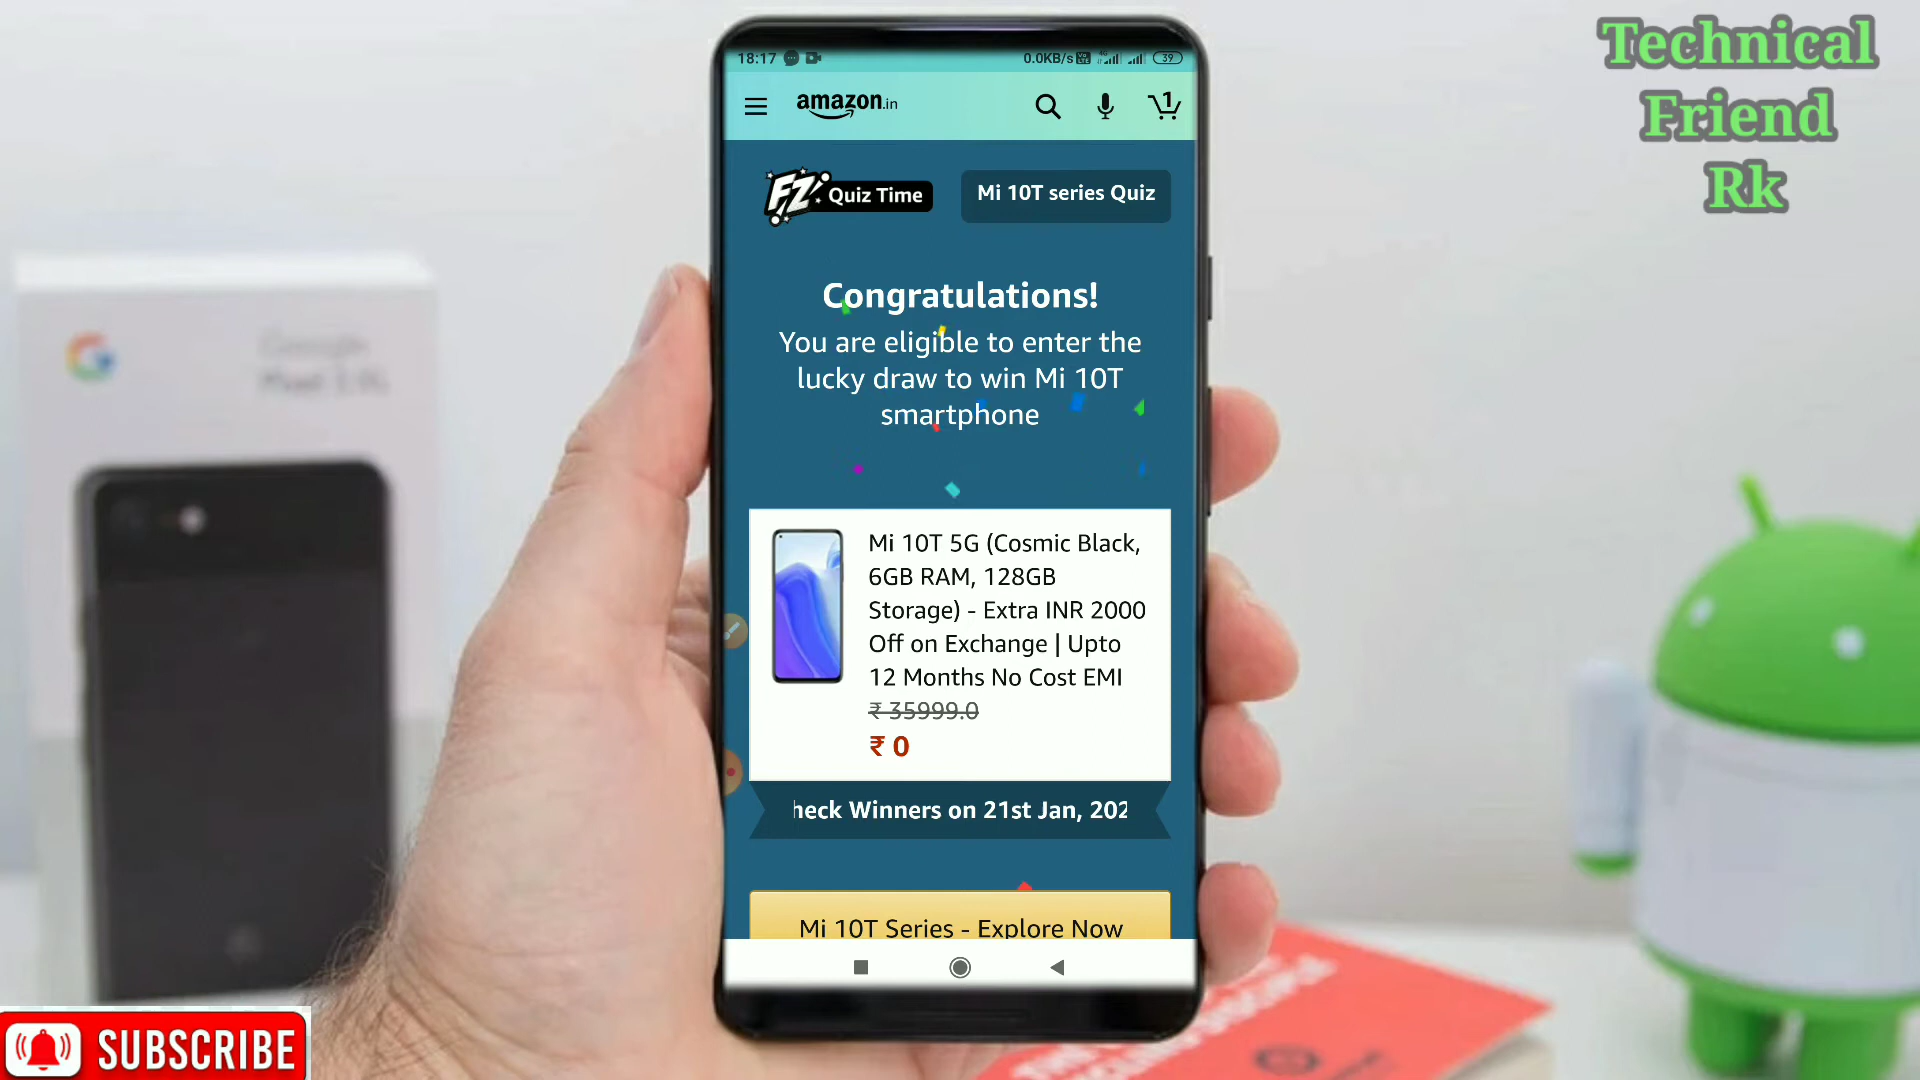 Technical
Friend
Rk
18:17
0.0KB/s
4G
39
amazon.in
1
FZ Quiz Time
Mi 10T series Quiz
Congratulations!
You are eligible to enter the
lucky draw to win Mi 10T
smartphone
Mi 10T 5G (Cosmic Black,
6GB RAM, 128GB
Storage) - Extra INR 2000
Off on Exchange | Upto
12 Months No Cost EMI
₹ 35999.0
₹ 0
heck Winners on 21st Jan, 202
Mi 10T Series - Explore Now
SUBSCRIBE